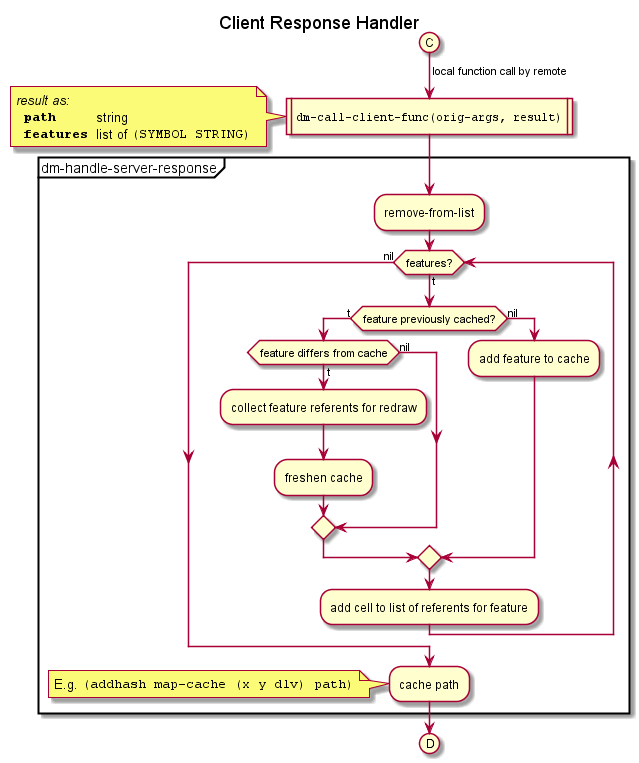 Client Response Handler
C
local function call by remote
result as:
path string
features list of (SYMBOL STRING)
dm-call-client-func(orig-args, result)
dm-handle-server-response
remove-from-list
nil
features?
t
t
feature previously cached?
nil
feature differs from cache
nil
add feature to cache
t
collect feature referents for redraw
freshen cache
add cell to list of referents for feature
E.g. (addhash map-cache (x y dlv) path)
cache path
D